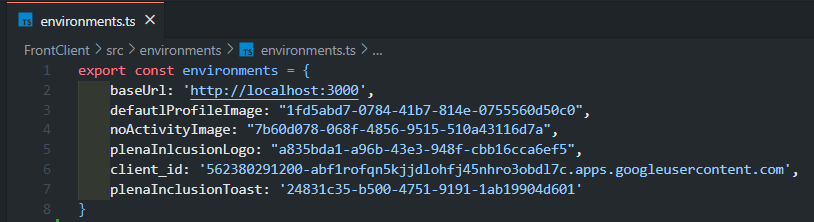 environments.ts ×
FrontClient > src > environments > environments.ts > ...
1 export const environments = {
2 baseUrl: 'http://localhost:3000',
3 defautlProfileImage: "1fd5abd7-0784-41b7-814e-0755560d50c0",
4 noActivityImage: "7b60d078-068f-4856-9515-510a43116d7a",
5 plenaInlcusionLogo: "a835bda1-a96b-43e3-948f-cbb16cca6ef5",
6 client_id: '562380291200-abf1rofqn5kjjdlohfj45nhro3obdl7c.apps.googleusercontent.com',
7 plenaInclusionToast: '24831c35-b500-4751-9191-1ab19904d601'
8 }